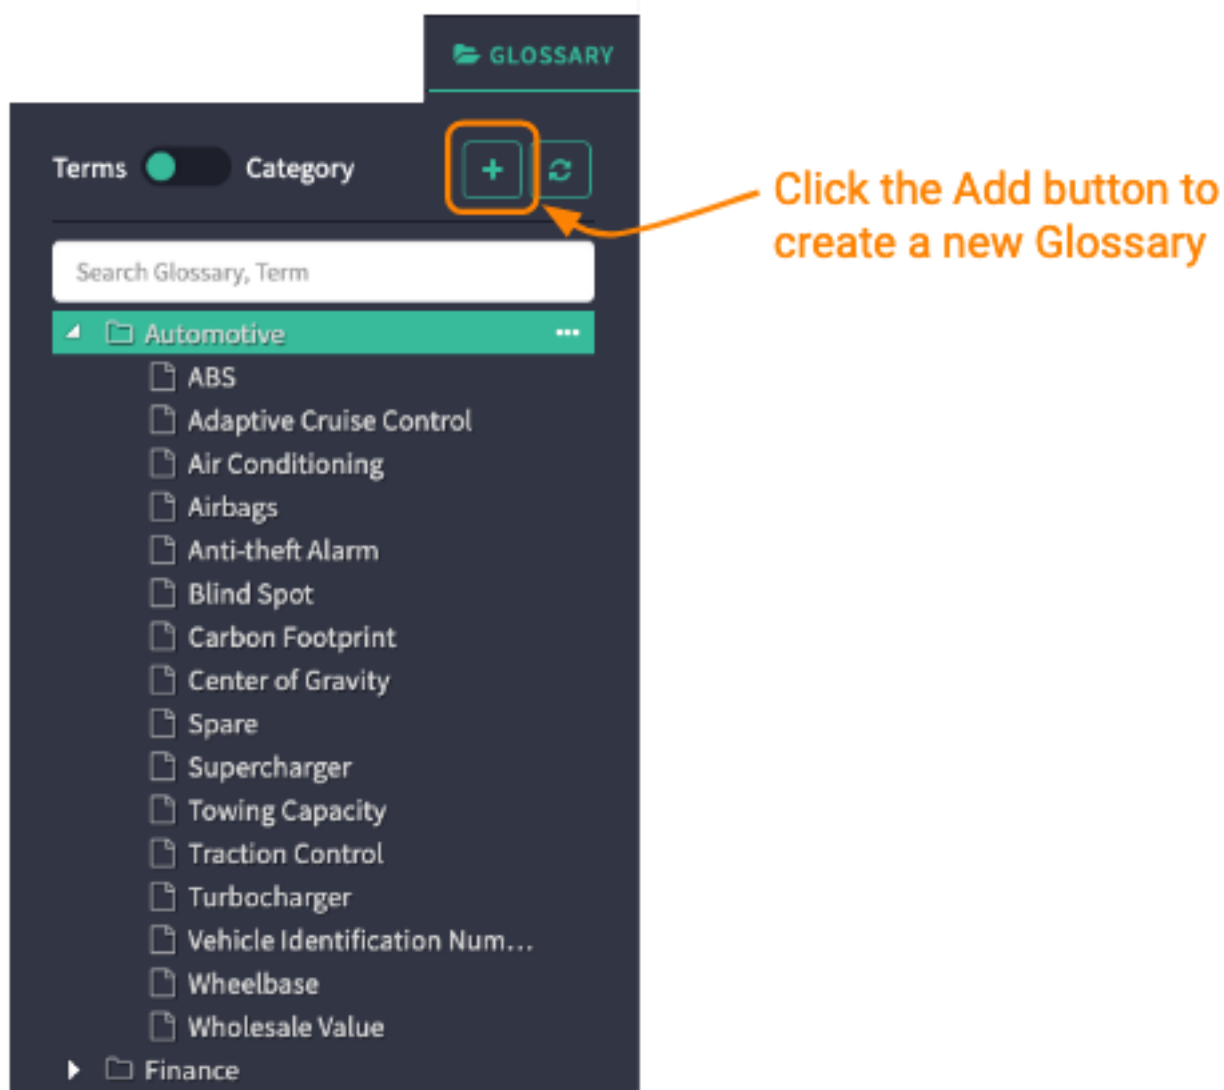 GLOSSARY
Terms Category
Click the Add button to
create a new Glossary
Search Glossary, Term
Automotive
ABS
Adaptive Cruise Control
Air Conditioning
Airbags
Anti-theft Alarm
Blind Spot
Carbon Footprint
Center of Gravity
Spare
Supercharger
Towing Capacity
Traction Control
Turbocharger
Vehicle Identification Num...
Wheelbase
Wholesale Value
Finance